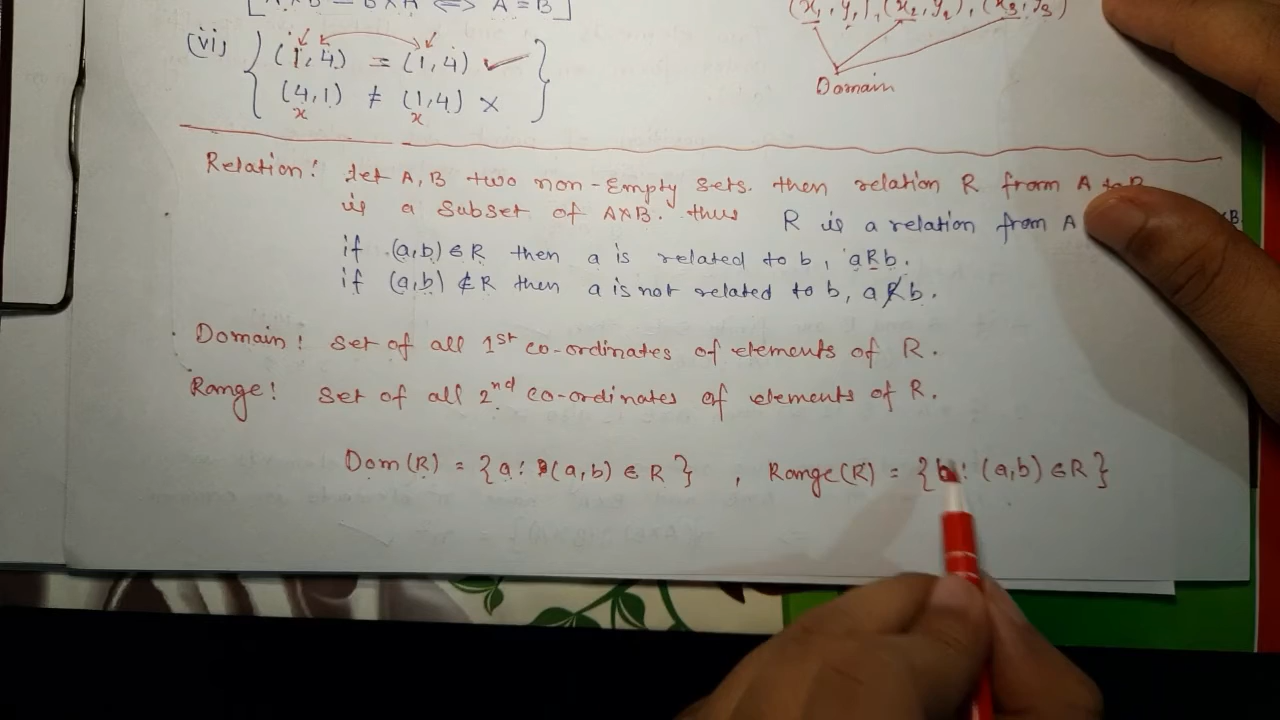 [A×B = B×A ⟺ A = B]
(x₁, y₁), (x₂, y₂), (x₃, y₃)
Domain
(vi) { (1,4) = (1,4) ✓
(4,1) ≠ (1,4) × }
x x
Relation: Let A, B two non-Empty sets. then relation R from A to B
is a subset of A×B. thus R is a relation from A
if (a,b) ∈ R then a is related to b, aRb.
if (a,b) ∉ R then a is not related to b, aR̸b.
Domain: set of all 1st co-ordinates of elements of R.
Range: set of all 2nd co-ordinates of elements of R.
Dom(R) = {a: (a,b) ∈ R}, Range(R) = {b: (a,b) ∈ R}